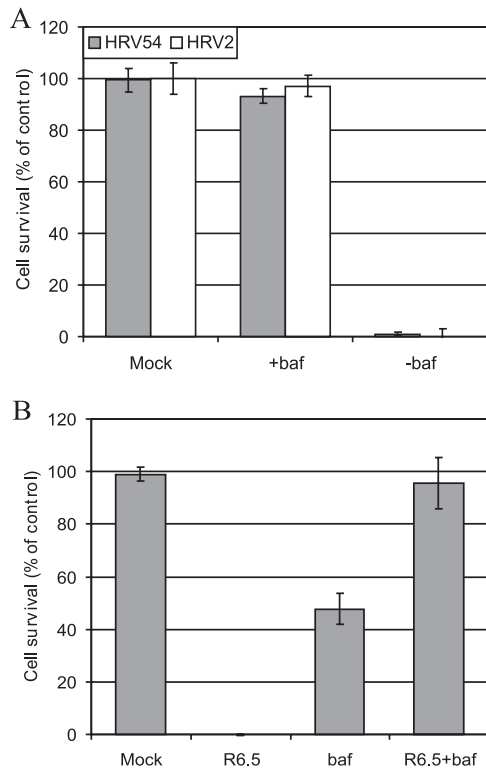 A
120
HRV54 HRV2
100
80
60
40
20
0
Cell survival (% of control)
Mock +baf -baf
B
120
100
80
60
40
20
0
Cell survival (% of control)
Mock R6.5 baf R6.5+baf